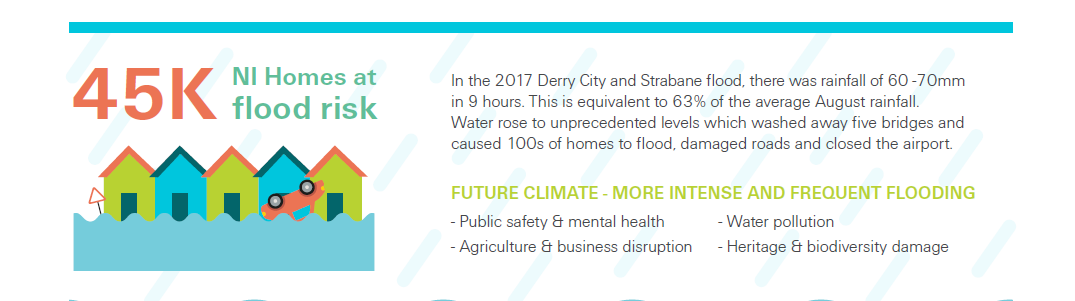 45K
NI Homes at
flood risk
In the 2017 Derry City and Strabane flood, there was rainfall of 60 -70mm
in 9 hours. This is equivalent to 63% of the average August rainfall.
Water rose to unprecedented levels which washed away five bridges and
caused 100s of homes to flood, damaged roads and closed the airport.
FUTURE CLIMATE - MORE INTENSE AND FREQUENT FLOODING
- Public safety & mental health
- Water pollution
- Agriculture & business disruption
- Heritage & biodiversity damage